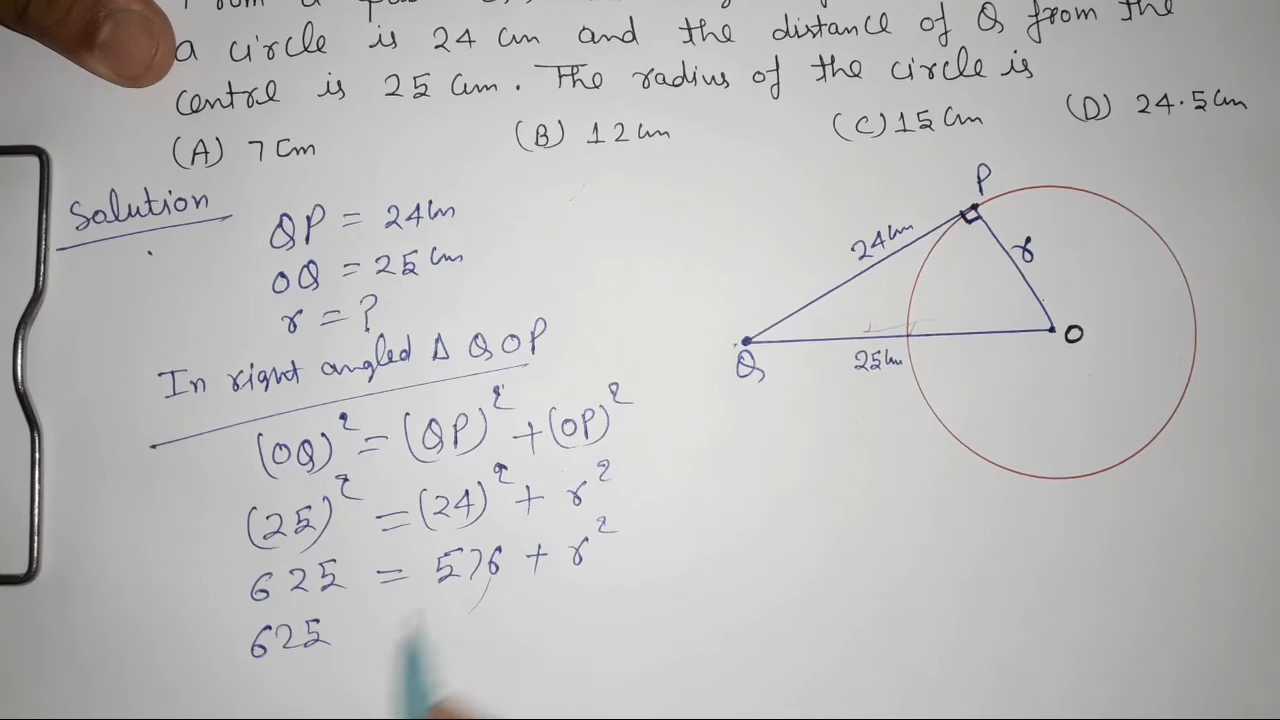 a circle is 24 cm and the distance of Q from the
centre is 25 cm. The radius of the circle is
(A) 7 cm (B) 12 cm (C) 15 cm (D) 24.5 cm
Solution
QP = 24 cm
OQ = 25 cm
r = ?
In right angled Δ QOP
(OQ)² = (QP)² + (OP)²
(25)² = (24)² + r²
625 = 576 + r²
625
P
24 cm
r
Q
25 cm
O